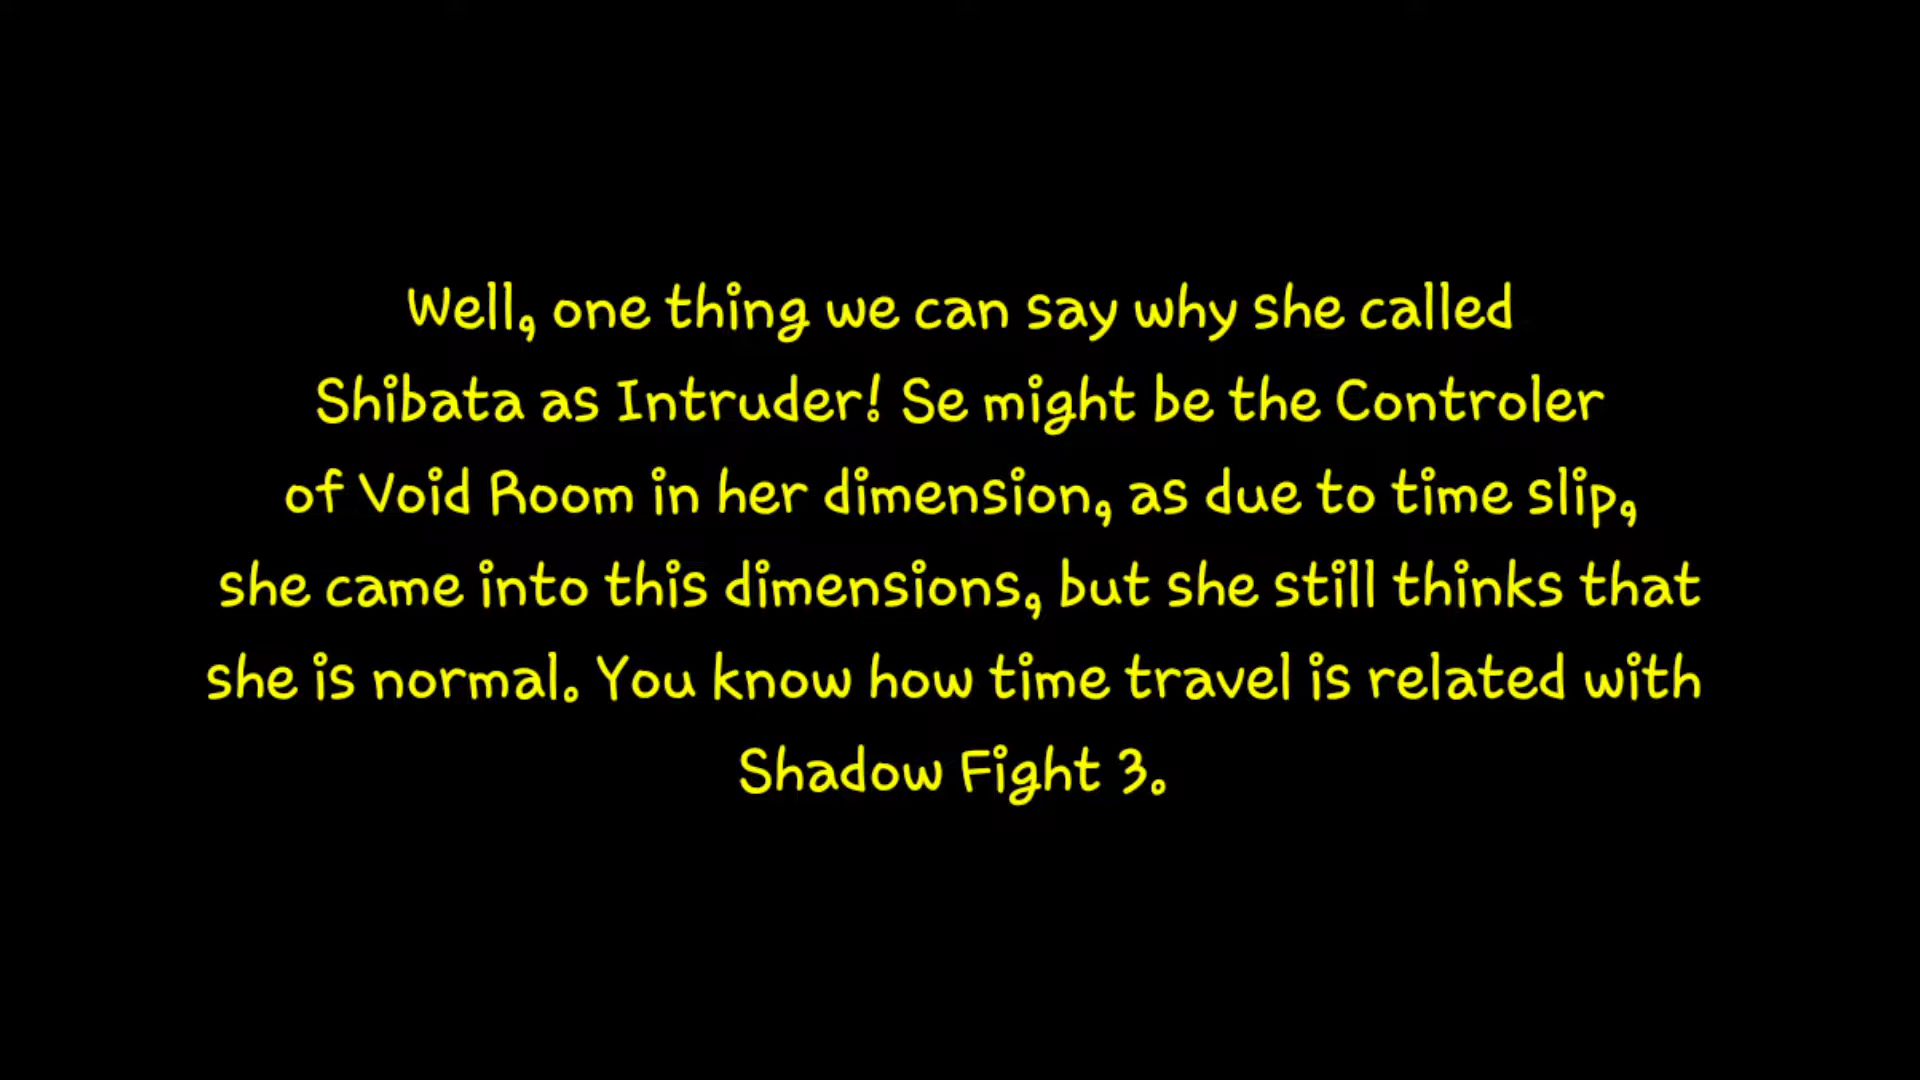 Well, one thing we can say why she called
Shibata as Intruder! Se might be the Controler
of Void Room in her dimension, as due to time slip,
she came into this dimensions, but she still thinks that
she is normal. You know how time travel is related with
Shadow Fight 3.